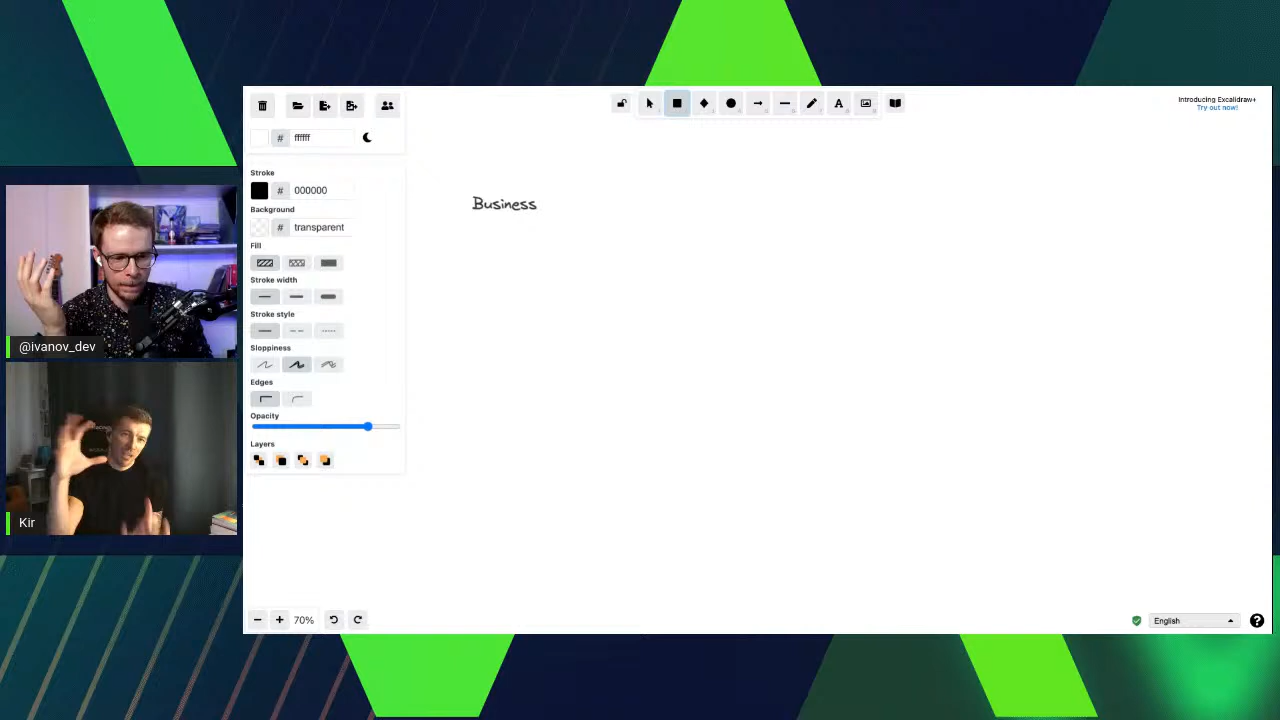 Introducing Excalidraw+
Try out now!
# ffffff
Stroke
# 000000
Background
# transparent
Fill
Stroke width
Stroke style
Sloppiness
Edges
Opacity
Layers
Business
@ivanov_dev
Kir
70%
English